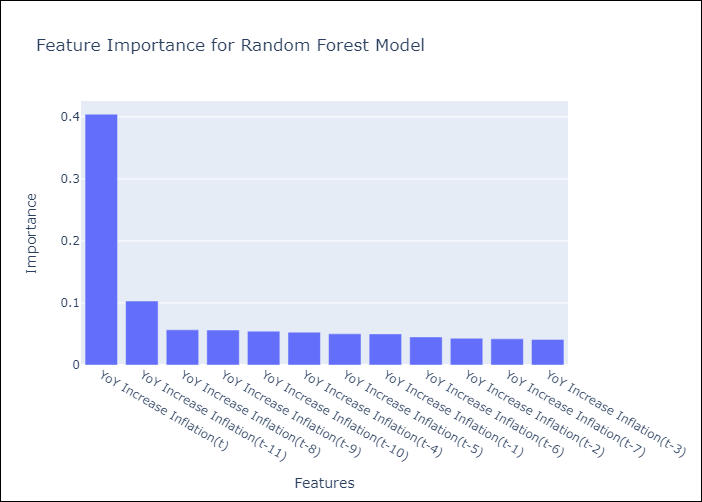 Feature Importance for Random Forest Model
Importance
0.4
0.3
0.2
0.1
0
YoY Increase Inflation(t)
YoY Increase Inflation(t-11)
YoY Increase Inflation(t-8)
YoY Increase Inflation(t-9)
YoY Increase Inflation(t-10)
YoY Increase Inflation(t-4)
YoY Increase Inflation(t-5)
YoY Increase Inflation(t-1)
YoY Increase Inflation(t-6)
YoY Increase Inflation(t-2)
YoY Increase Inflation(t-7)
YoY Increase Inflation(t-3)
Features